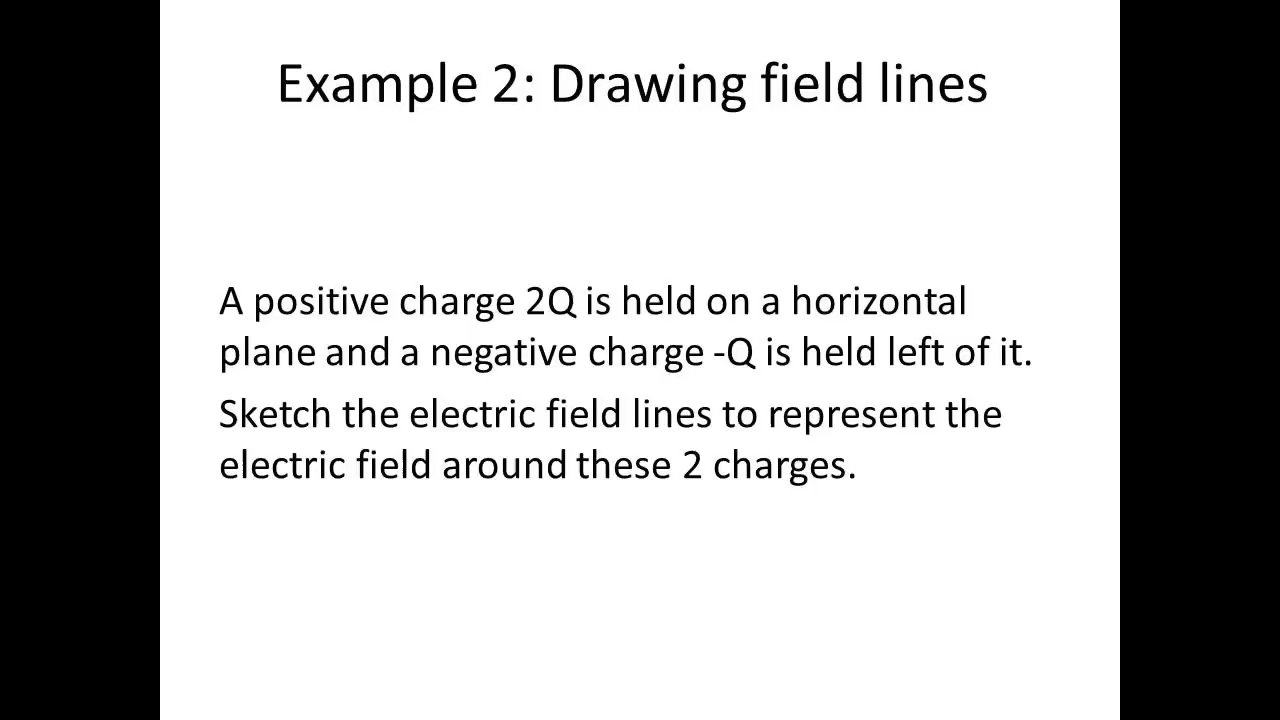 Example 2: Drawing field lines
A positive charge 2Q is held on a horizontal
plane and a negative charge -Q is held left of it.
Sketch the electric field lines to represent the
electric field around these 2 charges.